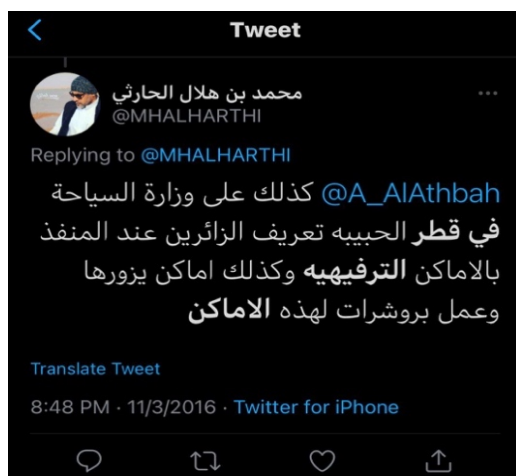 Tweet
محمد بن هلال الحارثي
@MHALHARTHI
Replying to @MHALHARTHI
@A_AlAthbah كذلك على وزارة السياحة
في قطر الحبيبه تعريف الزائرين عند المنفذ
بالاماكن الترفيهيه وكذلك اماكن يزورها
وعمل بروشرات لهذه الاماكن
Translate Tweet
8:48 PM · 11/3/2016 · Twitter for iPhone